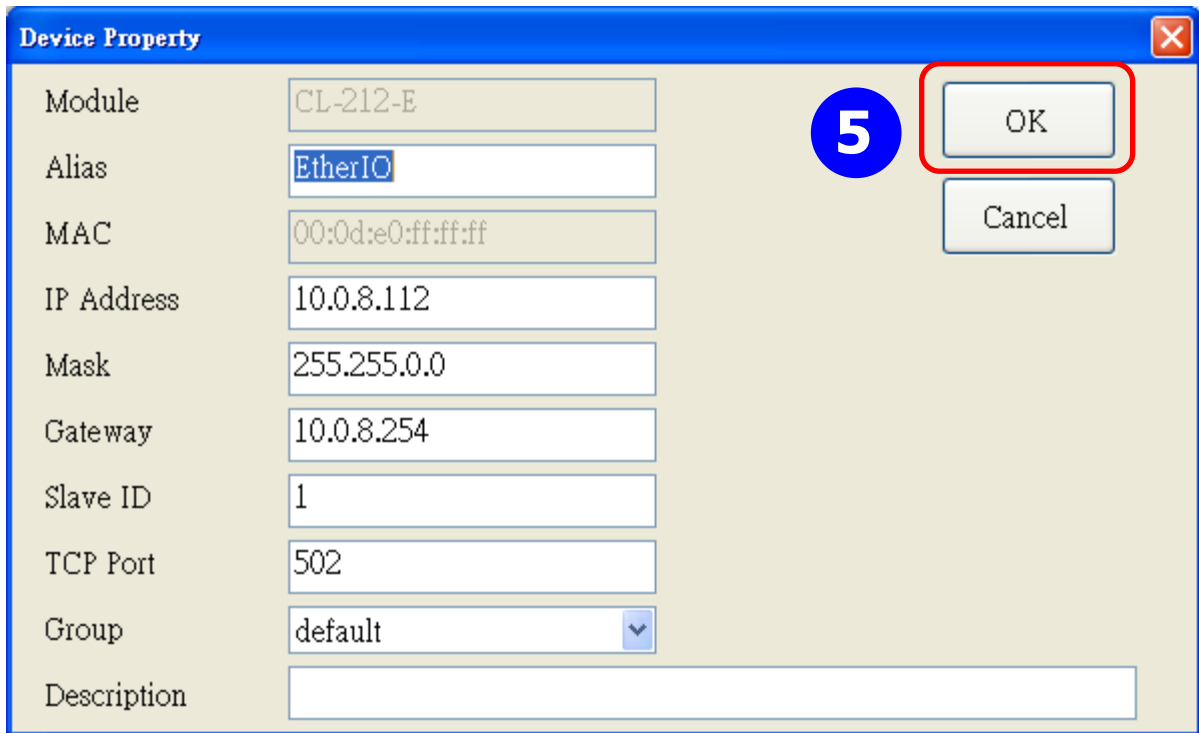 Device Property
Module CL-212-E
5 OK
Alias EtherIO
MAC 00:0d:e0:ff:ff:ff
Cancel
IP Address 10.0.8.112
Mask 255.255.0.0
Gateway 10.0.8.254
Slave ID 1
TCP Port 502
Group default
Description